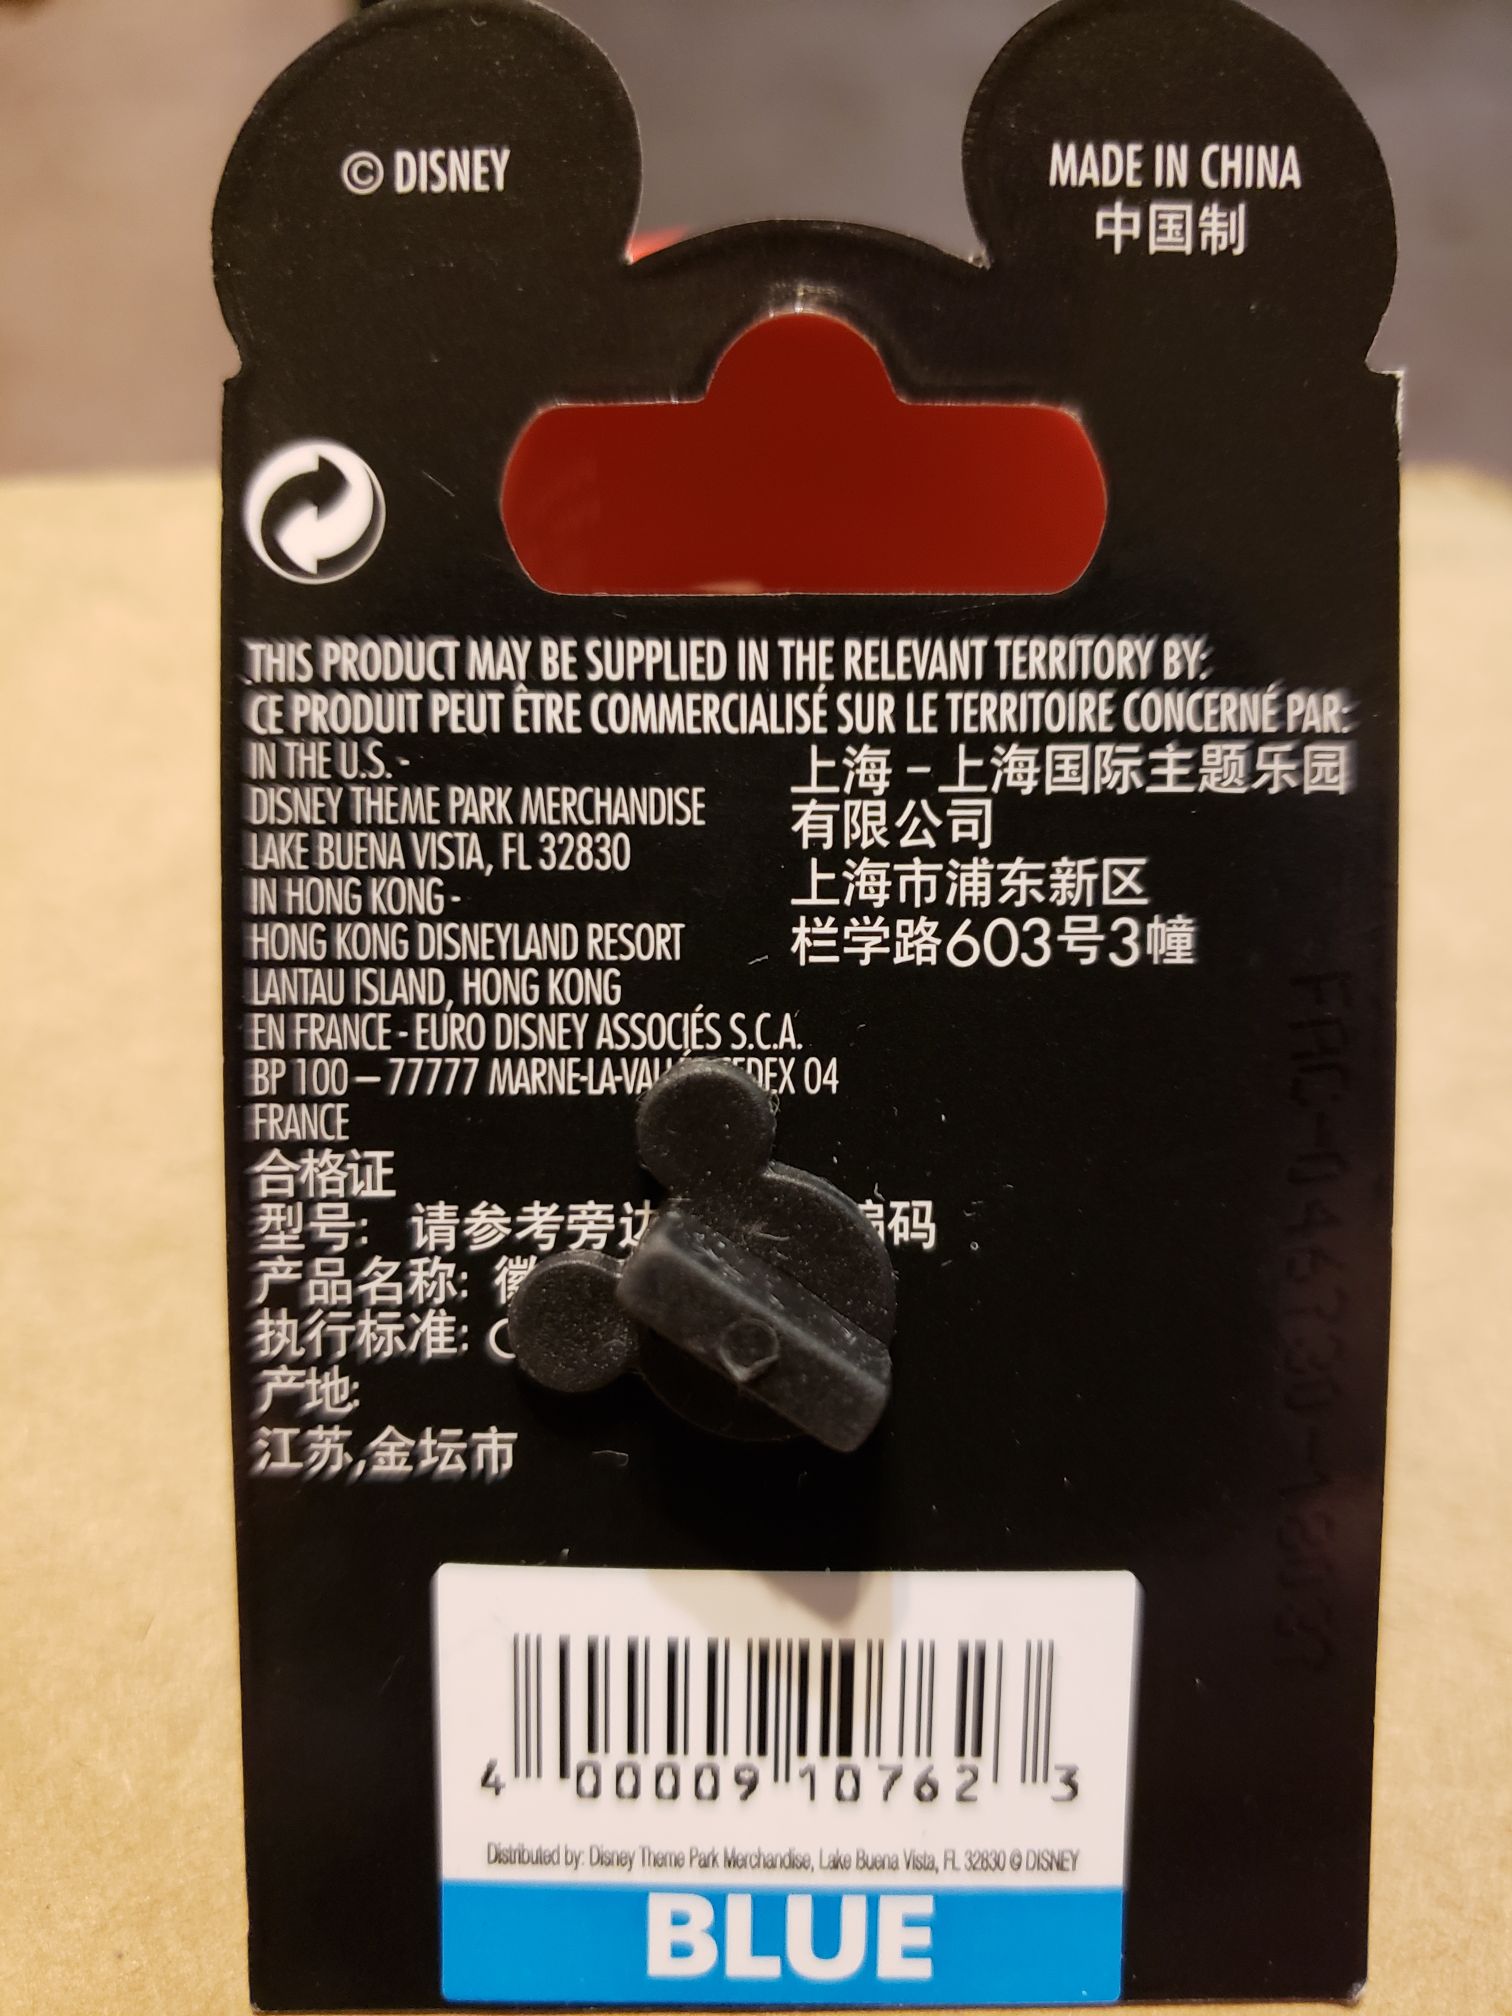 © DISNEY
MADE IN CHINA
中国制
THIS PRODUCT MAY BE SUPPLIED IN THE RELEVANT TERRITORY BY:
CE PRODUIT PEUT ÊTRE COMMERCIALISÉ SUR LE TERRITOIRE CONCERNÉ PAR:
IN THE U.S. -
DISNEY THEME PARK MERCHANDISE
LAKE BUENA VISTA, FL 32830
IN HONG KONG -
HONG KONG DISNEYLAND RESORT
LANTAU ISLAND, HONG KONG
EN FRANCE - EURO DISNEY ASSOCIÉS S.C.A.
BP 100 – 77777 04
FRANCE
上海 - 上海国际主题乐园
有限公司
上海市浦东新区
栏学路603号3幢
合格证
型号: 请参考旁 码
产品名称: 徽
执行标准:
产地:
江苏,金坛市
4 00009 10762 3
Distributed by: Disney Theme Park Merchandise, Lake Buena Vista, FL 32830 © DISNEY
BLUE